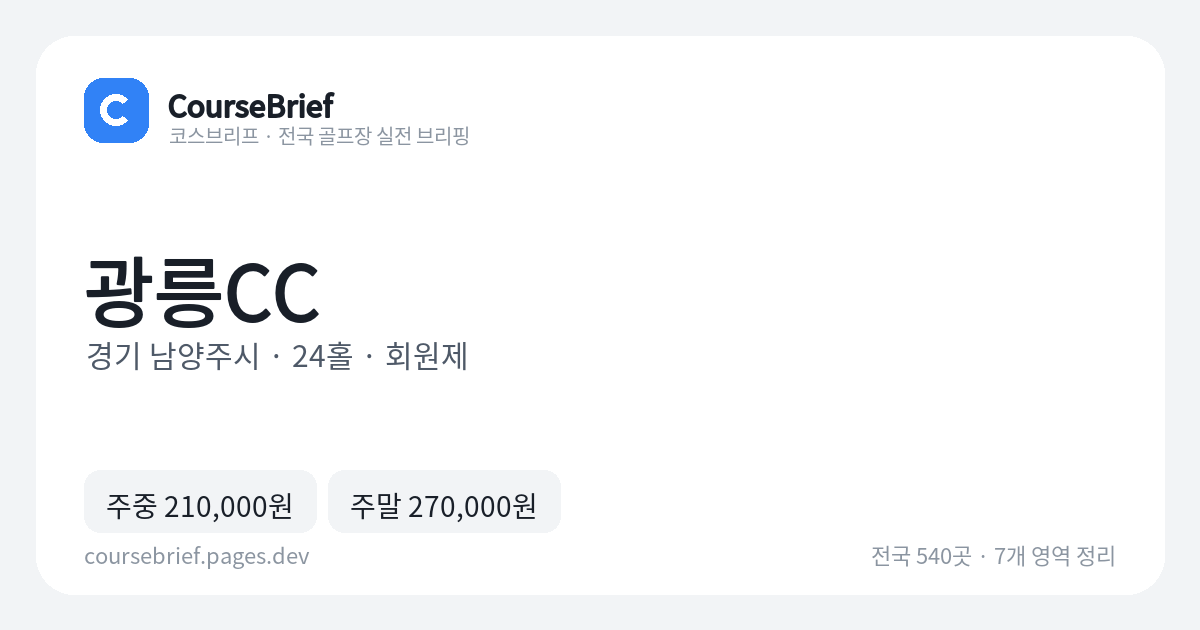 CourseBrief
코스브리프 · 전국 골프장 실전 브리핑
광릉CC
경기 남양주시 · 24홀 · 회원제
주중 210,000원 주말 270,000원
coursebrief.pages.dev 전국 540곳 · 7개 영역 정리